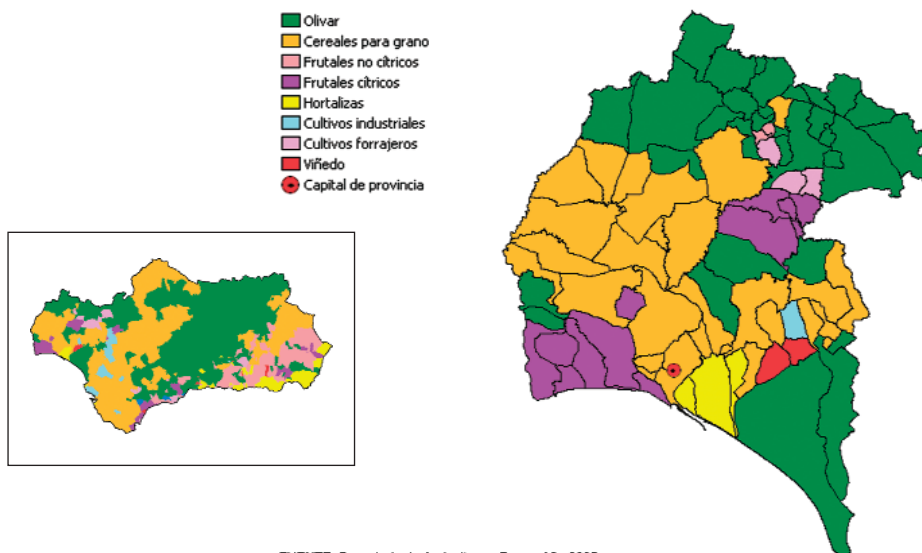 Olivar
Cereales para grano
Frutales no cítricos
Frutales cítricos
Hortalizas
Cultivos industriales
Cultivos forrajeros
Viñedo
Capital de provincia